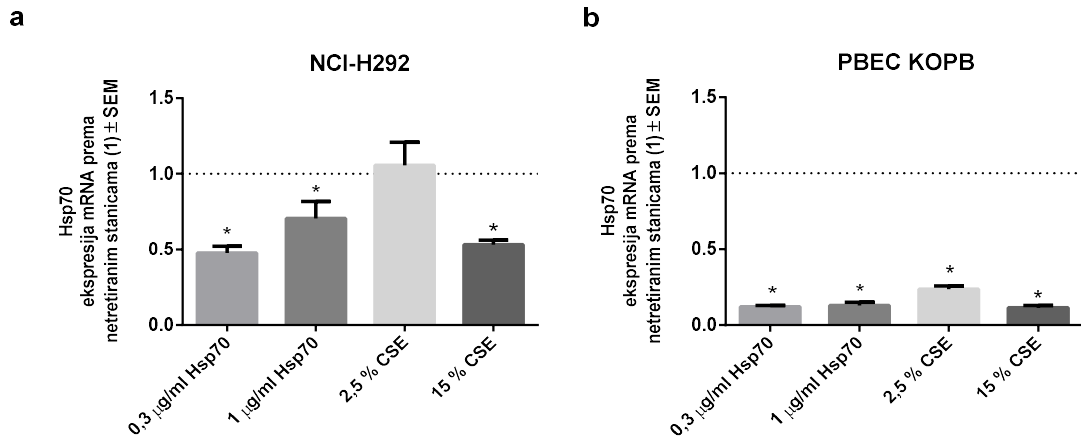 a
NCI-H292
Hsp70
ekspresija mRNA prema
netretiranim stanicama (1) ± SEM
1.5
1.0
0.5
0.0
*
*
*
0,3 µg/ml Hsp70
1 µg/ml Hsp70
2,5 % CSE
15 % CSE
b
PBEC KOPB
Hsp70
ekspresija mRNA prema
netretiranim stanicama (1) ± SEM
1.5
1.0
0.5
0.0
*
*
*
*
0,3 µg/ml Hsp70
1 µg/ml Hsp70
2,5 % CSE
15 % CSE